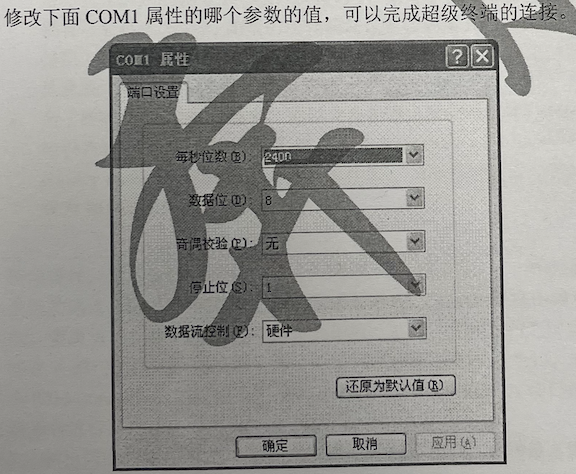 修改下面 COM1 属性的哪个参数的值，可以完成超级终端的连接。
COM1 属性
端口设置
每秒位数(B): 2400
数据位(D): 8
奇偶校验(P): 无
停止位(S): 1
数据流控制(F): 硬件
还原为默认值(R)
确定 取消 应用(A)